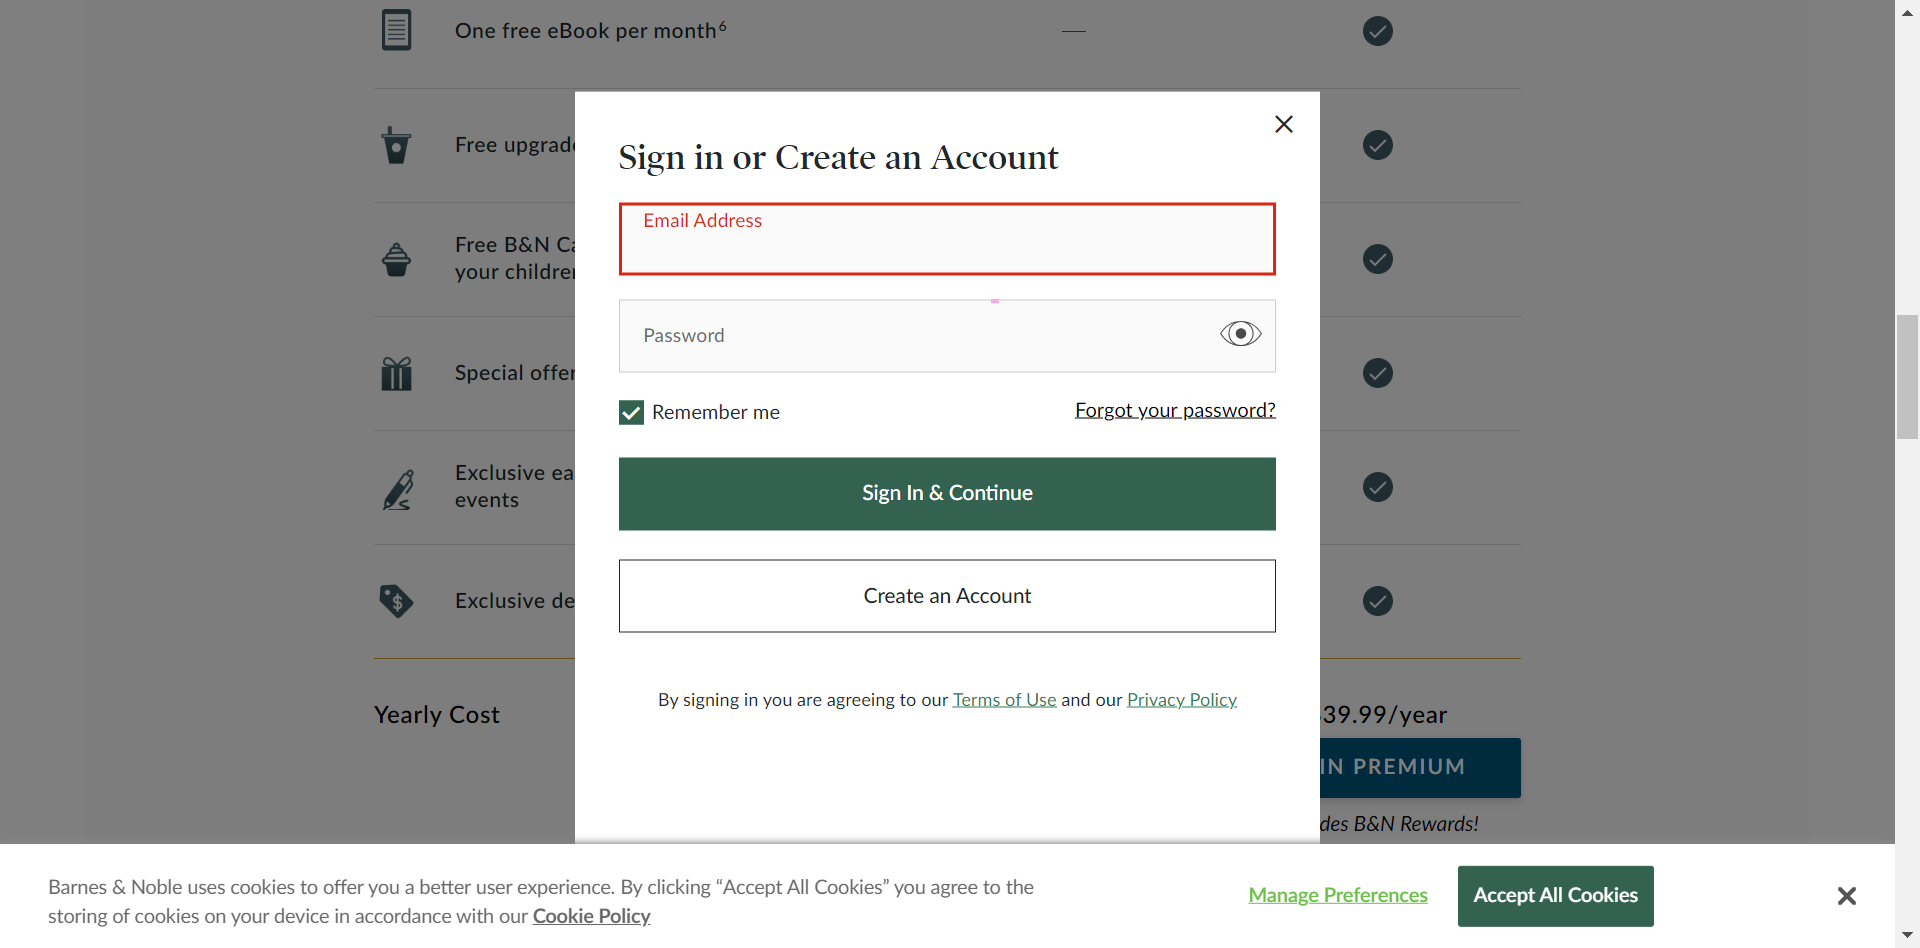 One free eBook per month6
Free upgrade
Free B&N Ca
your children
Special offer
Exclusive ea
events
Exclusive de
Yearly Cost
39.99/year
IN PREMIUM
des B&N Rewards!
Sign in or Create an Account
Email Address
Password
Remember me
Forgot your password?
Sign In & Continue
Create an Account
By signing in you are agreeing to our Terms of Use and our Privacy Policy
Barnes & Noble uses cookies to offer you a better user experience. By clicking “Accept All Cookies” you agree to the
storing of cookies on your device in accordance with our Cookie Policy
Manage Preferences
Accept All Cookies